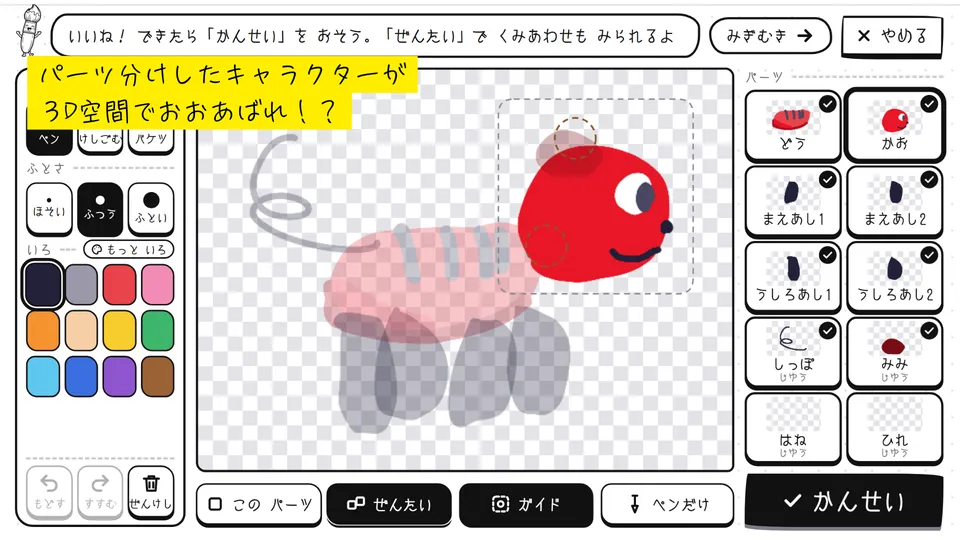 いいね! できたら「かんせい」を おそう。「ぜんたい」で くみあわせも みられるよ
みぎむき →
× やめる
パーツ分けしたキャラクターが
3D空間でおおあばれ!?
ペン
けしごむ
バケツ
ふとさ
ほそい
ふつう
ふとい
いろ
もっと いろ
もどす
すすむ
ぜんけし
この パーツ
ぜんたい
ガイド
ペンだけ
パーツ
どう
かお
まえあし1
まえあし2
うしろあし1
うしろあし2
しっぽ
じゆう
みみ
じゆう
はね
じゆう
ひれ
じゆう
かんせい